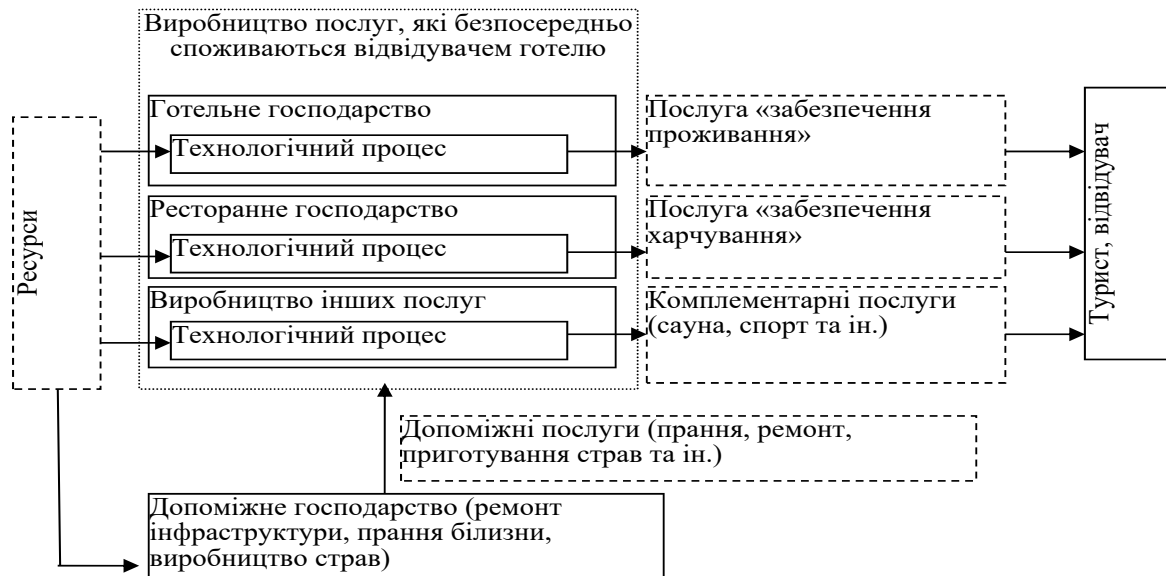 Виробництво послуг, які безпосередньо
споживаються відвідувачем готелю
Ресурси
Готельне господарство
Технологічний процес
Послуга «забезпечення
проживання»
Ресторанне господарство
Технологічний процес
Послуга «забезпечення
харчування»
Виробництво інших послуг
Технологічний процес
Комплементарні послуги
(сауна, спорт та ін.)
Турист, відвідувач
Допоміжні послуги (прання, ремонт,
приготування страв та ін.)
Допоміжне господарство (ремонт
інфраструктури, прання білизни,
виробництво страв)